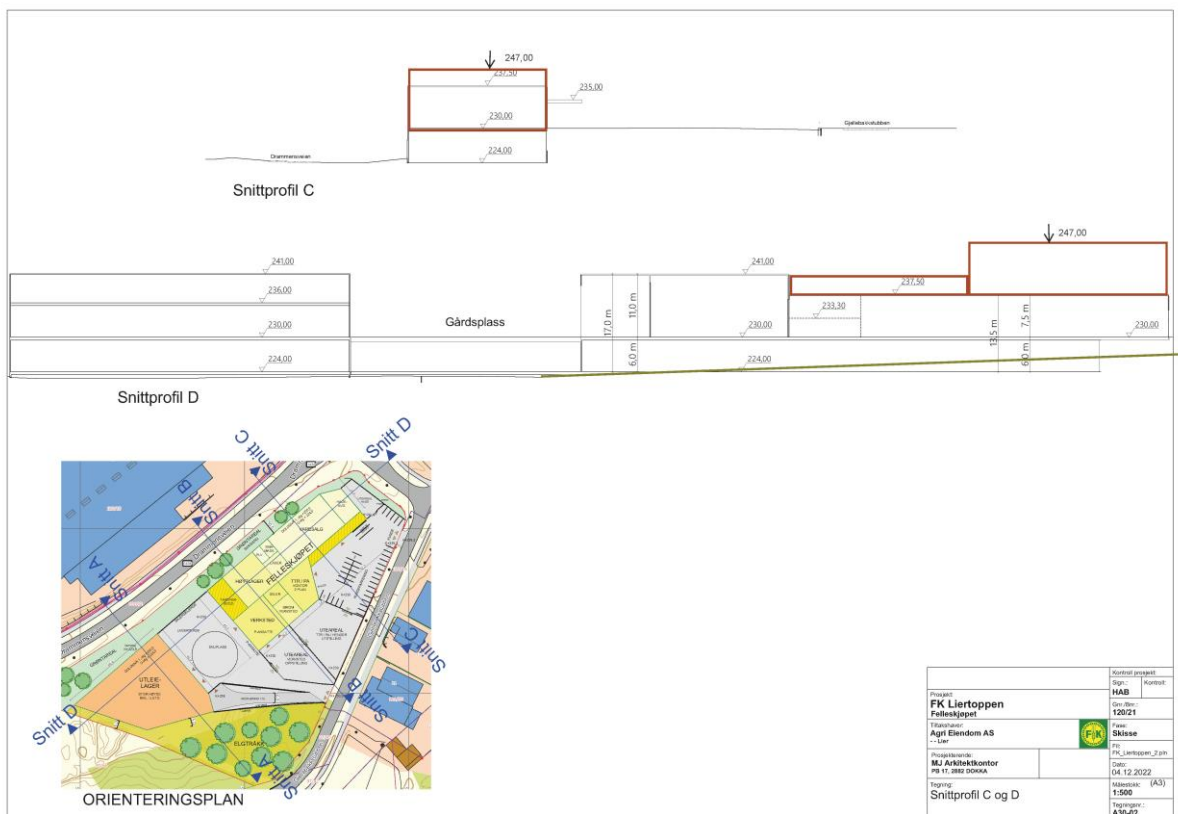 247,00
237,50
235,00
230,00
224,00
Drammensveien
Snittprofil C
247,00
241,00
236,00
230,00
224,00
Gårdsplass
241,00
237,50
233,30
230,00
230,00
224,00
17,0 m
11,0 m
6,0 m
13,5 m
7,5 m
6,0 m
Snittprofil D
Snitt C
Snitt D
Snitt B
Snitt A
Drammensveien
FELLESKJØPET
UTLEIE-
LAGER
ELGTRÅKK
Snitt C
Snitt B
Snitt D
Snitt A
ORIENTERINGSPLAN
Kontroll prosjekt:
Sign.:
Kontroll:
HAB
Prosjekt:
FK Liertoppen
Felleskjøpet
Gnr./Bnr.:
120/21
Tiltakshaver:
Agri Eiendom AS
-- Lier
FK
Fase:
Skisse
Fil:
FK_Liertoppen_2.pln
Prosjekterende:
MJ Arkitektkontor
PB 17, 2882 DOKKA
Dato:
04.12.2022
Målestokk:
(A3)
1:500
Tegning:
Snittprofil C og D
Tegningsnr.:
A30-02